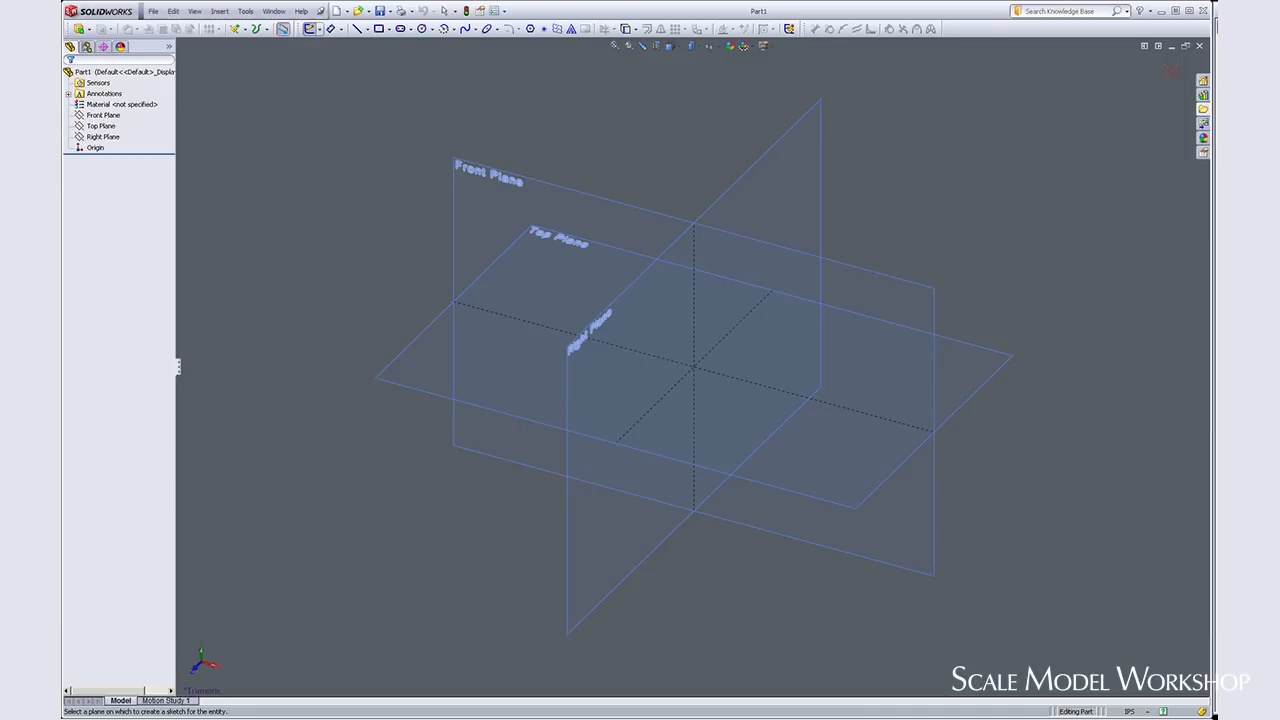 SOLIDWORKS File Edit View Insert Tools Window Help Part1 Search Knowledge Base
Part1 (Default<<Default>_Displa
Sensors
Annotations
Material <not specified>
Front Plane
Top Plane
Right Plane
Origin
Front Plane
Top Plane
Right Plane
*Trimetric
SCALE MODEL WORKSHOP
Model Motion Study 1
Select a plane on which to create a sketch for the entity. Editing Part IPS